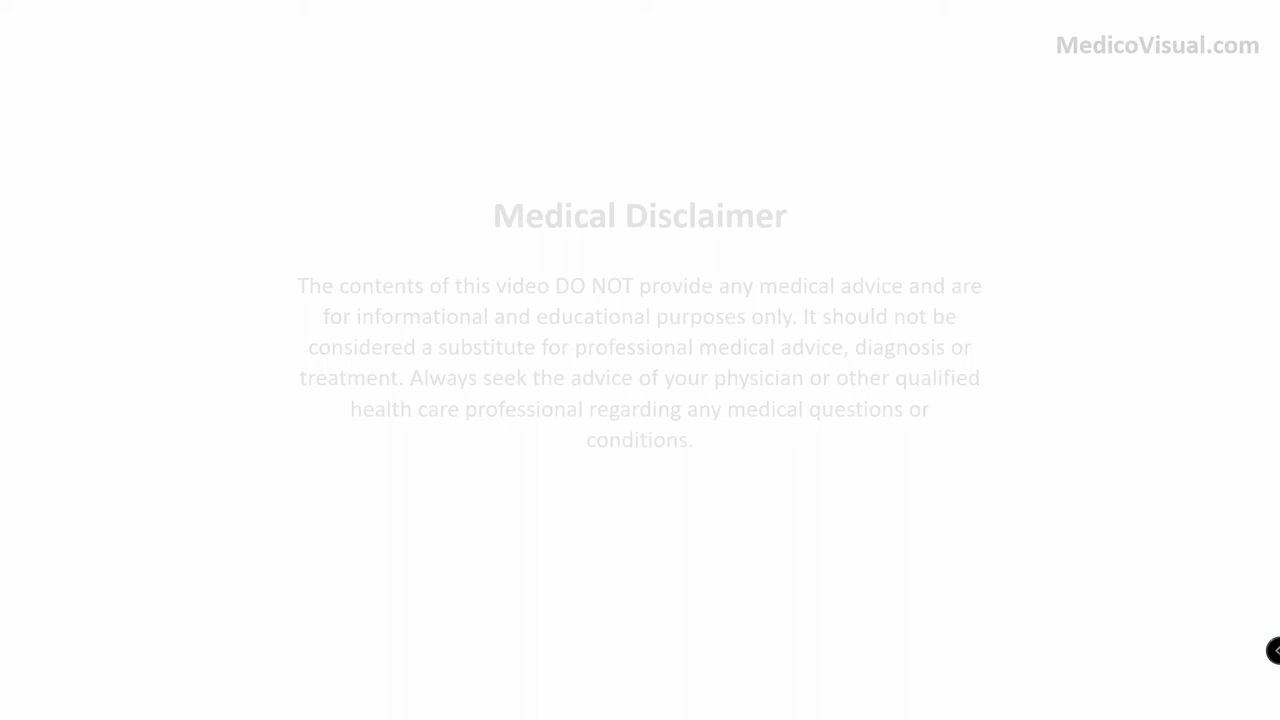 MedicoVisual.com
Medical Disclaimer
The contents of this video DO NOT provide any medical advice and are
for informational and educational purposes only. It should not be
considered a substitute for professional medical advice, diagnosis or
treatment. Always seek the advice of your physician or other qualified
health care professional regarding any medical questions or
conditions.